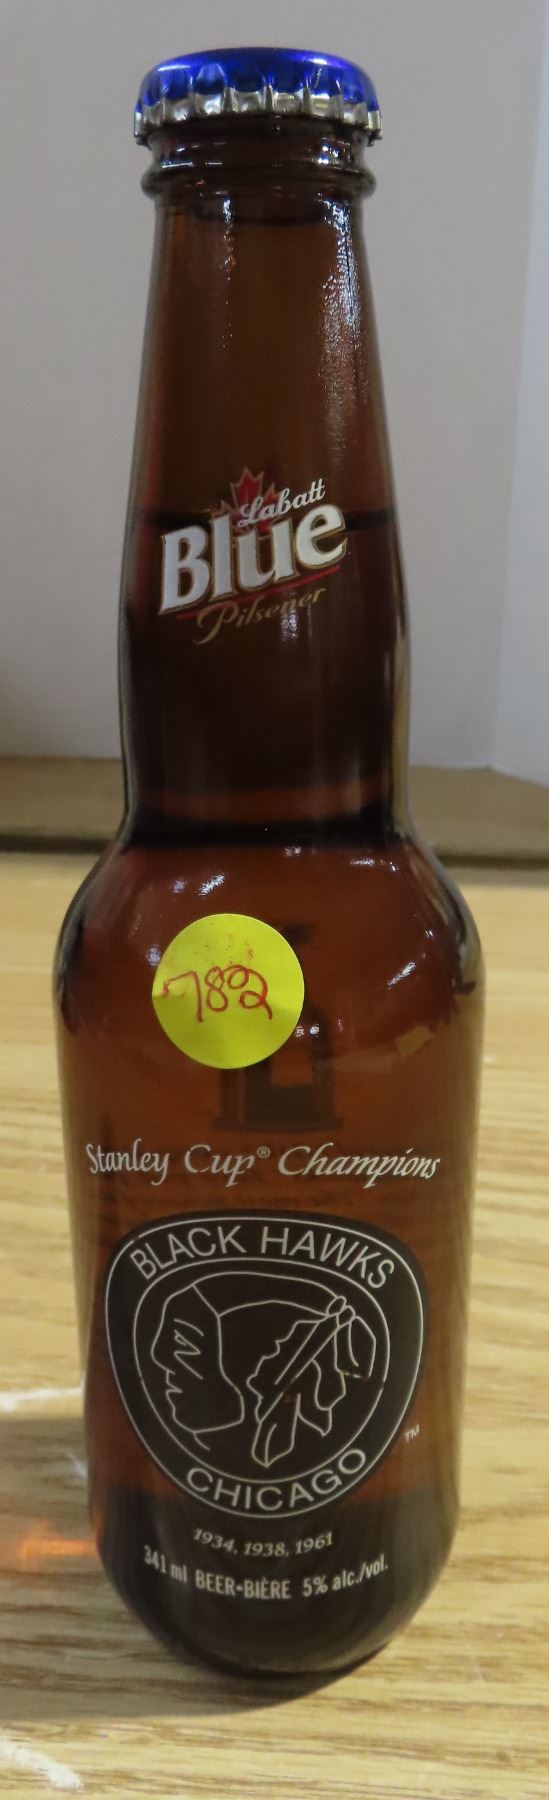 Labatt
Blue
Pilsener
782
Stanley Cup® Champions
BLACK HAWKS
CHICAGO
TM
1934, 1938, 1961
341 ml BEER•BIÈRE 5% alc./vol.